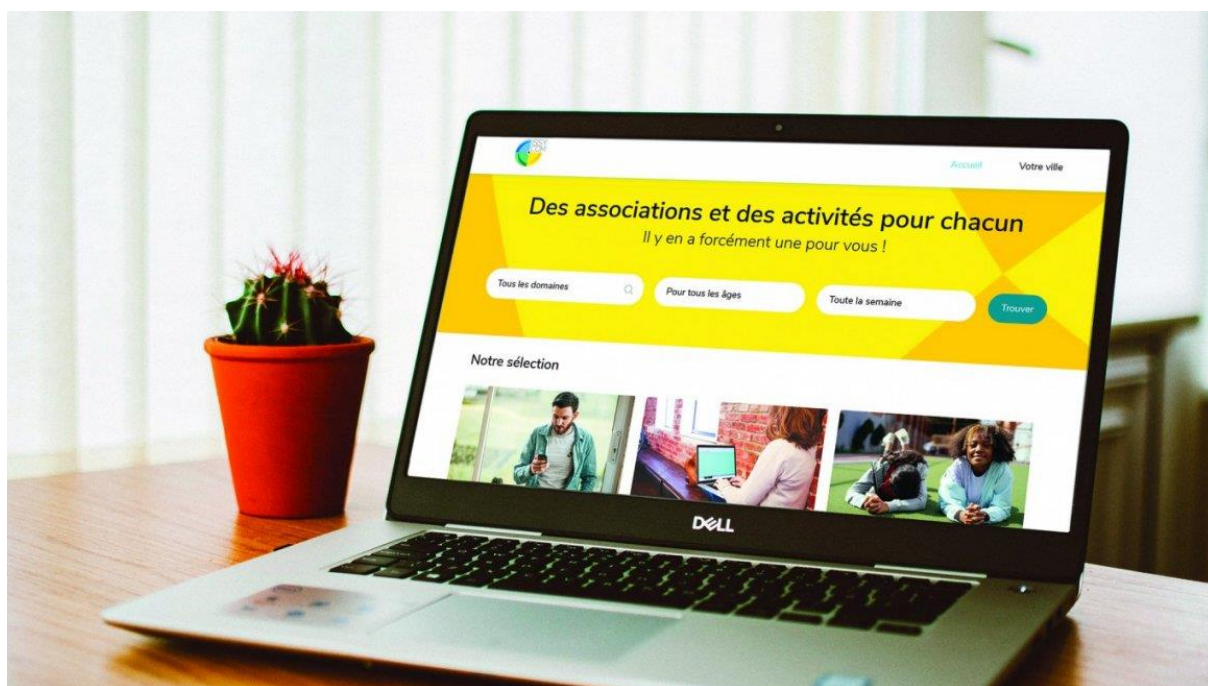 Accueil
Votre ville
Des associations et des activités pour chacun
Il y en a forcément une pour vous !
Tous les domaines
Pour tous les âges
Toute la semaine
Trouver
Notre sélection
DELL